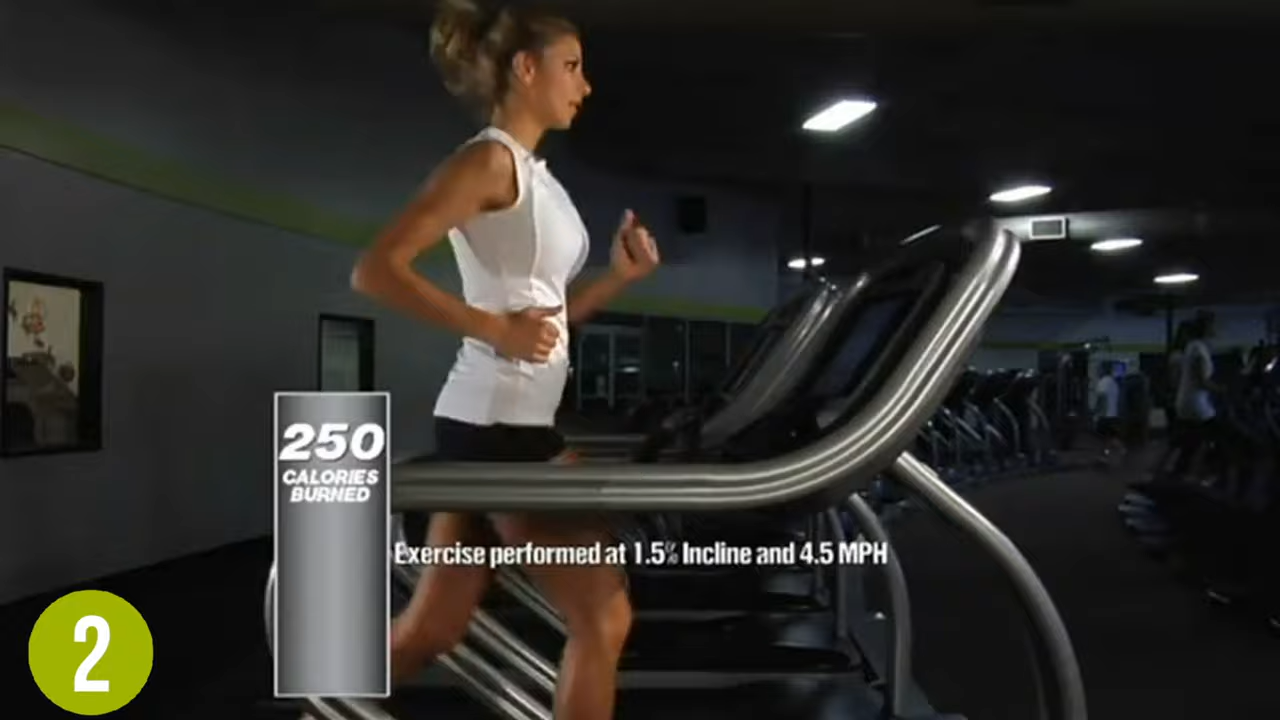 250
CALORIES
BURNED
Exercise performed at 1.5% Incline and 4.5 MPH
2